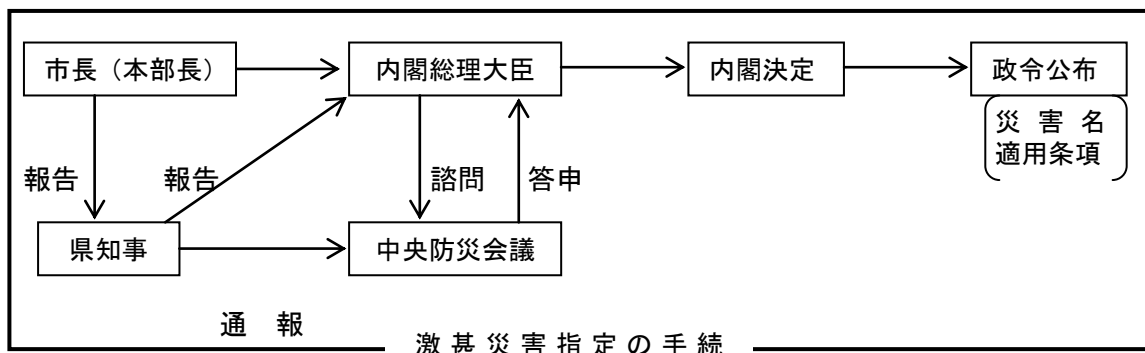 市長（本部長）
内閣総理大臣
内閣決定
政令公布
災害名
適用条項
報告
報告
諮問
答申
県知事
中央防災会議
通報
激甚災害指定の手続